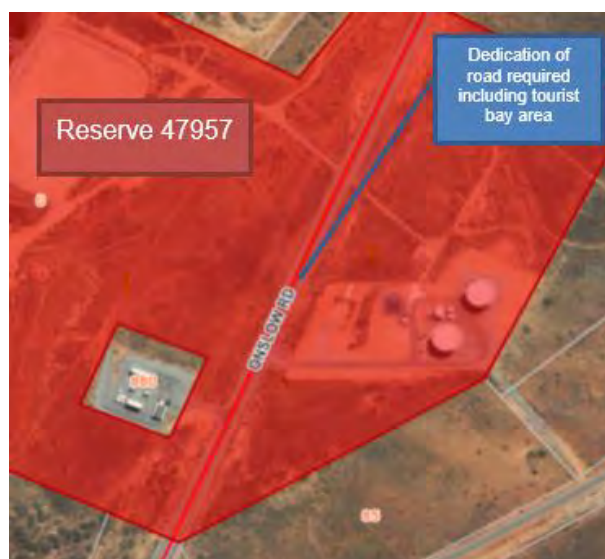 Dedication of
road required
including tourist
bay area
Reserve 47957
ONSLOW RD